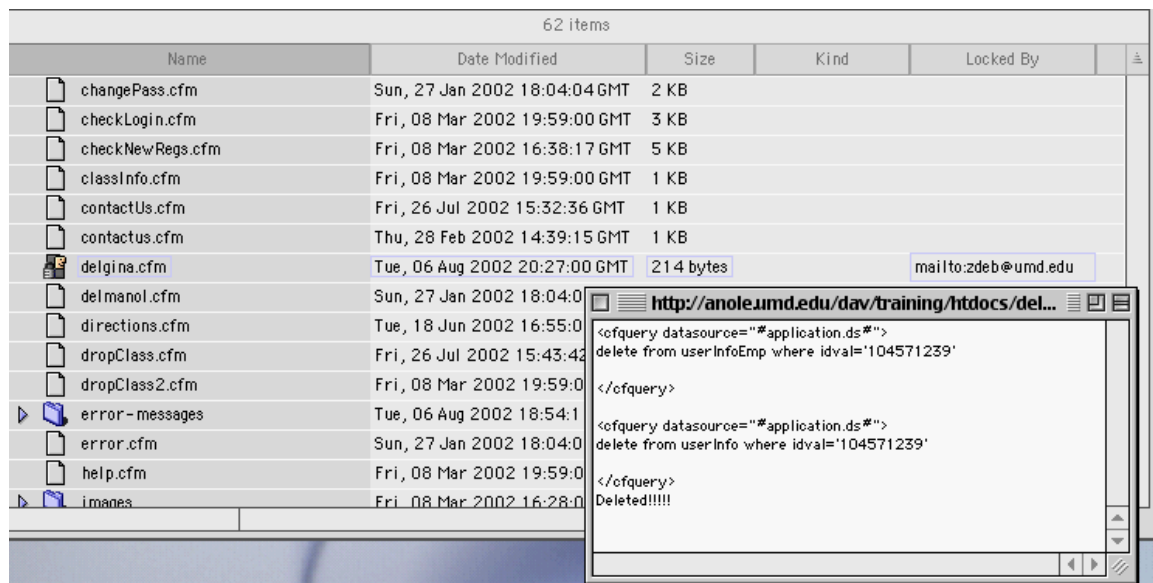 62 items
Name Date Modified Size Kind Locked By
changePass.cfm Sun, 27 Jan 2002 18:04:04 GMT 2 KB
checkLogin.cfm Fri, 08 Mar 2002 19:59:00 GMT 3 KB
checkNewRegs.cfm Fri, 08 Mar 2002 16:38:17 GMT 5 KB
classInfo.cfm Fri, 08 Mar 2002 19:59:00 GMT 1 KB
contactUs.cfm Fri, 26 Jul 2002 15:32:36 GMT 1 KB
contactus.cfm Thu, 28 Feb 2002 14:39:15 GMT 1 KB
delgina.cfm Tue, 06 Aug 2002 20:27:00 GMT 214 bytes mailto:zdeb@umd.edu
delmanol.cfm Sun, 27 Jan 2002 18:04:0
directions.cfm Tue, 18 Jun 2002 16:55:0
dropClass.cfm Fri, 26 Jul 2002 15:43:42
dropClass2.cfm Fri, 08 Mar 2002 19:59:0
error-messages Tue, 06 Aug 2002 18:54:1
error.cfm Sun, 27 Jan 2002 18:04:0
help.cfm Fri, 08 Mar 2002 19:59:0
images Fri, 08 Mar 2002 16:28:0
http://anole.umd.edu/dav/training/htdocs/del...
<cfquery datasource="#application.ds#">
delete from userInfoEmp where idval='104571239'
</cfquery>
<cfquery datasource="#application.ds#">
delete from userInfo where idval='104571239'
</cfquery>
Deleted!!!!!